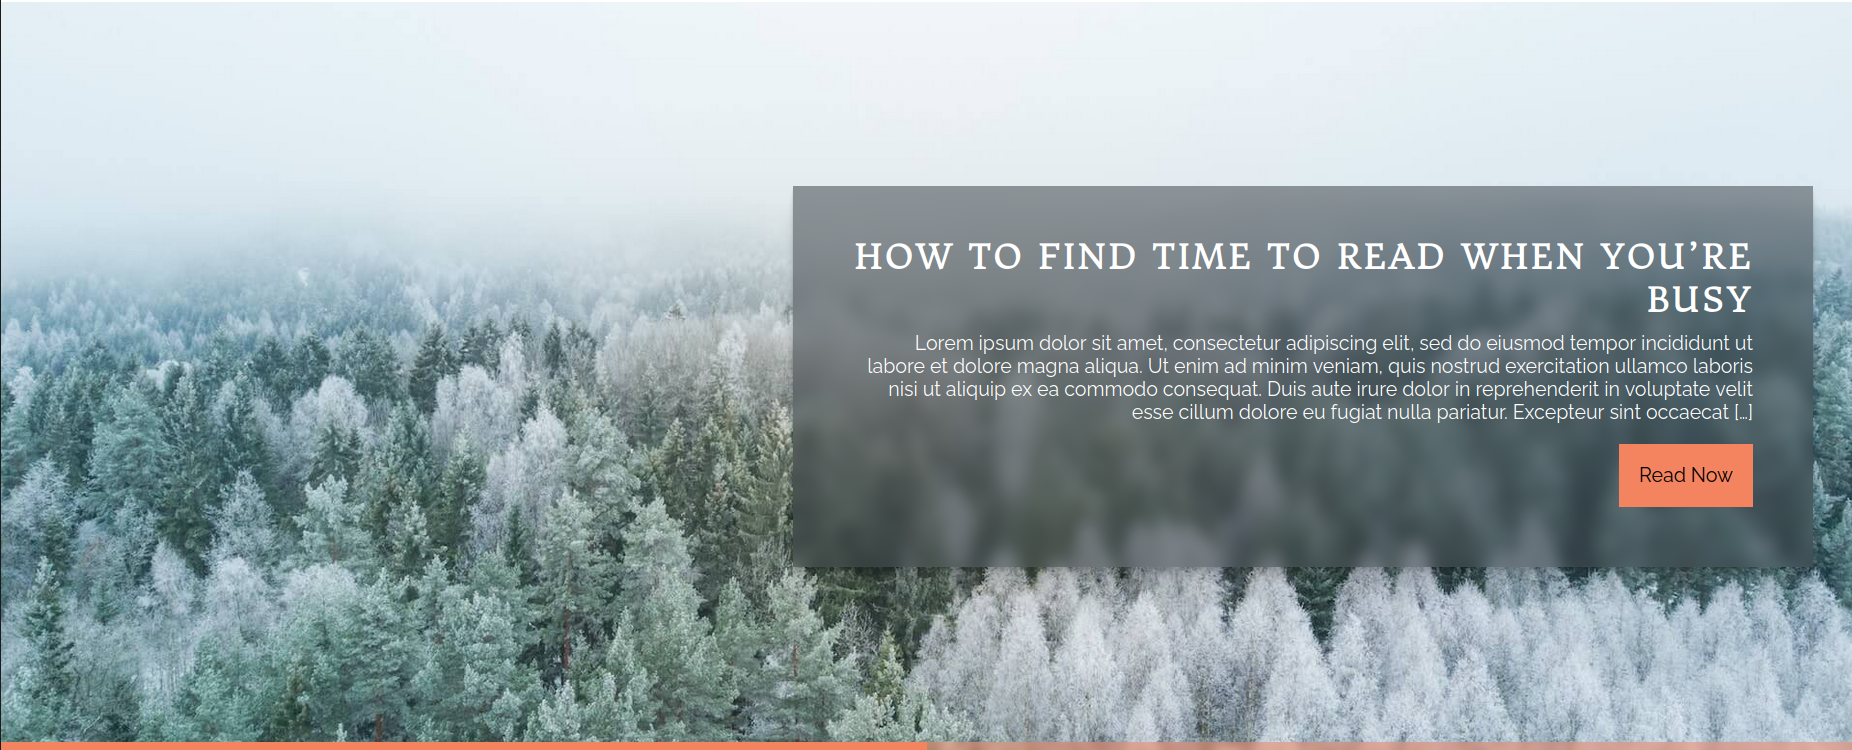 HOW TO FIND TIME TO READ WHEN YOU’RE
BUSY
Lorem ipsum dolor sit amet, consectetur adipiscing elit, sed do eiusmod tempor incididunt ut
labore et dolore magna aliqua. Ut enim ad minim veniam, quis nostrud exercitation ullamco laboris
nisi ut aliquip ex ea commodo consequat. Duis aute irure dolor in reprehenderit in voluptate velit
esse cillum dolore eu fugiat nulla pariatur. Excepteur sint occaecat […]
Read Now